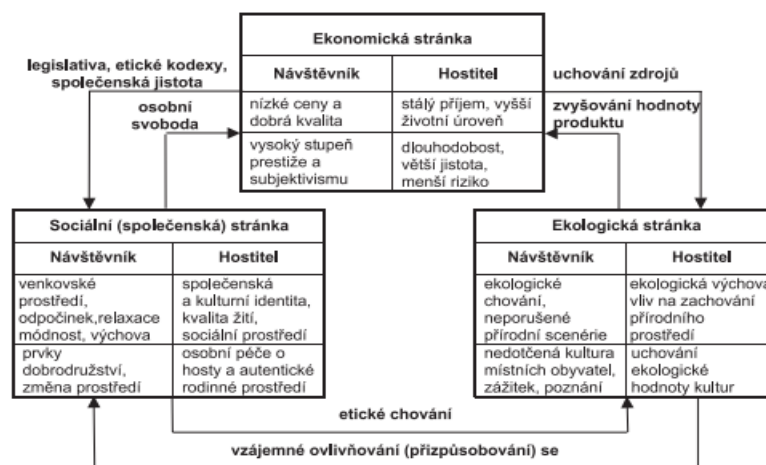 Ekonomická stránka
legislativa, etické kodexy,
společenská jistota
Návštěvník
Hostitel
uchování zdrojů
osobní
svoboda
nízké ceny a
dobrá kvalita
stálý příjem, vyšší
životní úroveň
zvyšování hodnoty
produktu
vysoký stupeň
prestiže a
subjektivismu
dlouhodobost,
větší jistota,
menší riziko
Sociální (společenská) stránka
Návštěvník
Hostitel
venkovské
prostředí,
odpočinek,relaxace
módnost, výchova
společenská
a kulturní identita,
kvalita žití,
sociální prostředí
prvky
dobrodružství,
změna prostředí
osobní péče o
hosty a autentické
rodinné prostředí
Ekologická stránka
Návštěvník
Hostitel
ekologické
chování,
neporušené
přírodní scenérie
ekologická výchova
vliv na zachování
přírodního
prostředí
nedotčená kultura
místních obyvatel,
zážitek, poznání
uchování
ekologické
hodnoty kultur
etické chování
vzájemné ovlivňování (přizpůsobování) se